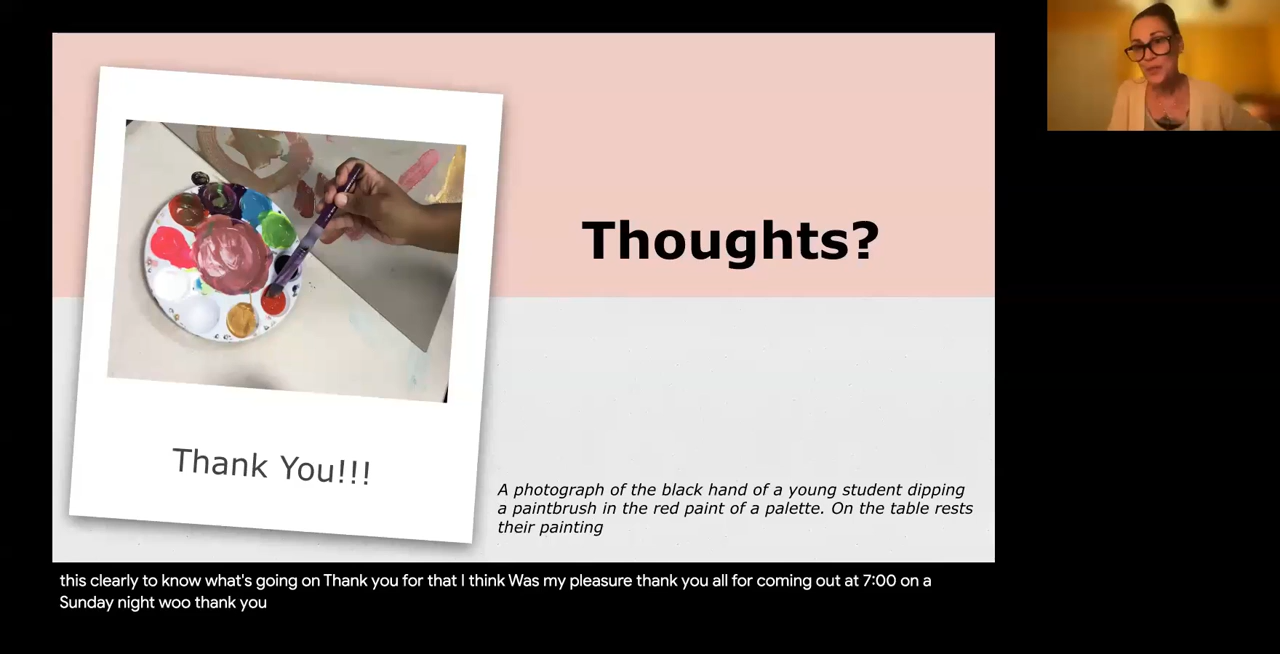 Thoughts?
Thank You!!!
A photograph of the black hand of a young student dipping
a paintbrush in the red paint of a palette. On the table rests
their painting
this clearly to know what's going on Thank you for that I think Was my pleasure thank you all for coming out at 7:00 on a
Sunday night woo thank you